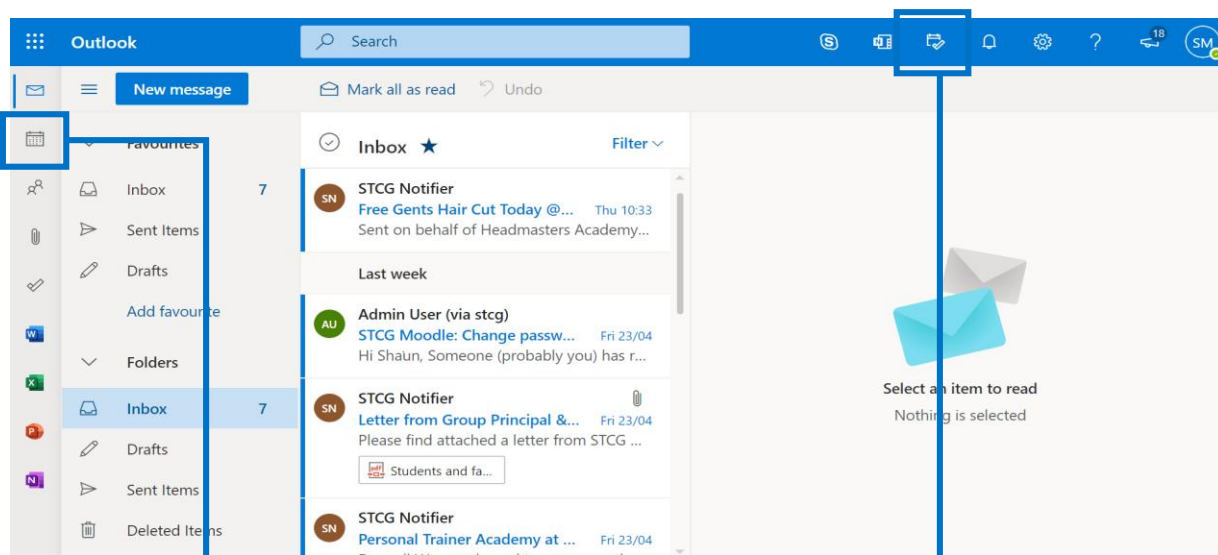 Outlook
Search
18
SM
New message
Mark all as read
Undo
Favourites
Inbox 7
Sent Items
Drafts
Add favourite
Folders
Inbox 7
Drafts
Sent Items
Deleted Items
Inbox
Filter
SN
STCG Notifier
Free Gents Hair Cut Today @... Thu 10:33
Sent on behalf of Headmasters Academy...
Last week
AU
Admin User (via stcg)
STCG Moodle: Change passw... Fri 23/04
Hi Shaun, Someone (probably you) has r...
SN
STCG Notifier
Letter from Group Principal &... Fri 23/04
Please find attached a letter from STCG ...
Students and fa...
SN
STCG Notifier
Personal Trainer Academy at ... Fri 23/04
Select an item to read
Nothing is selected